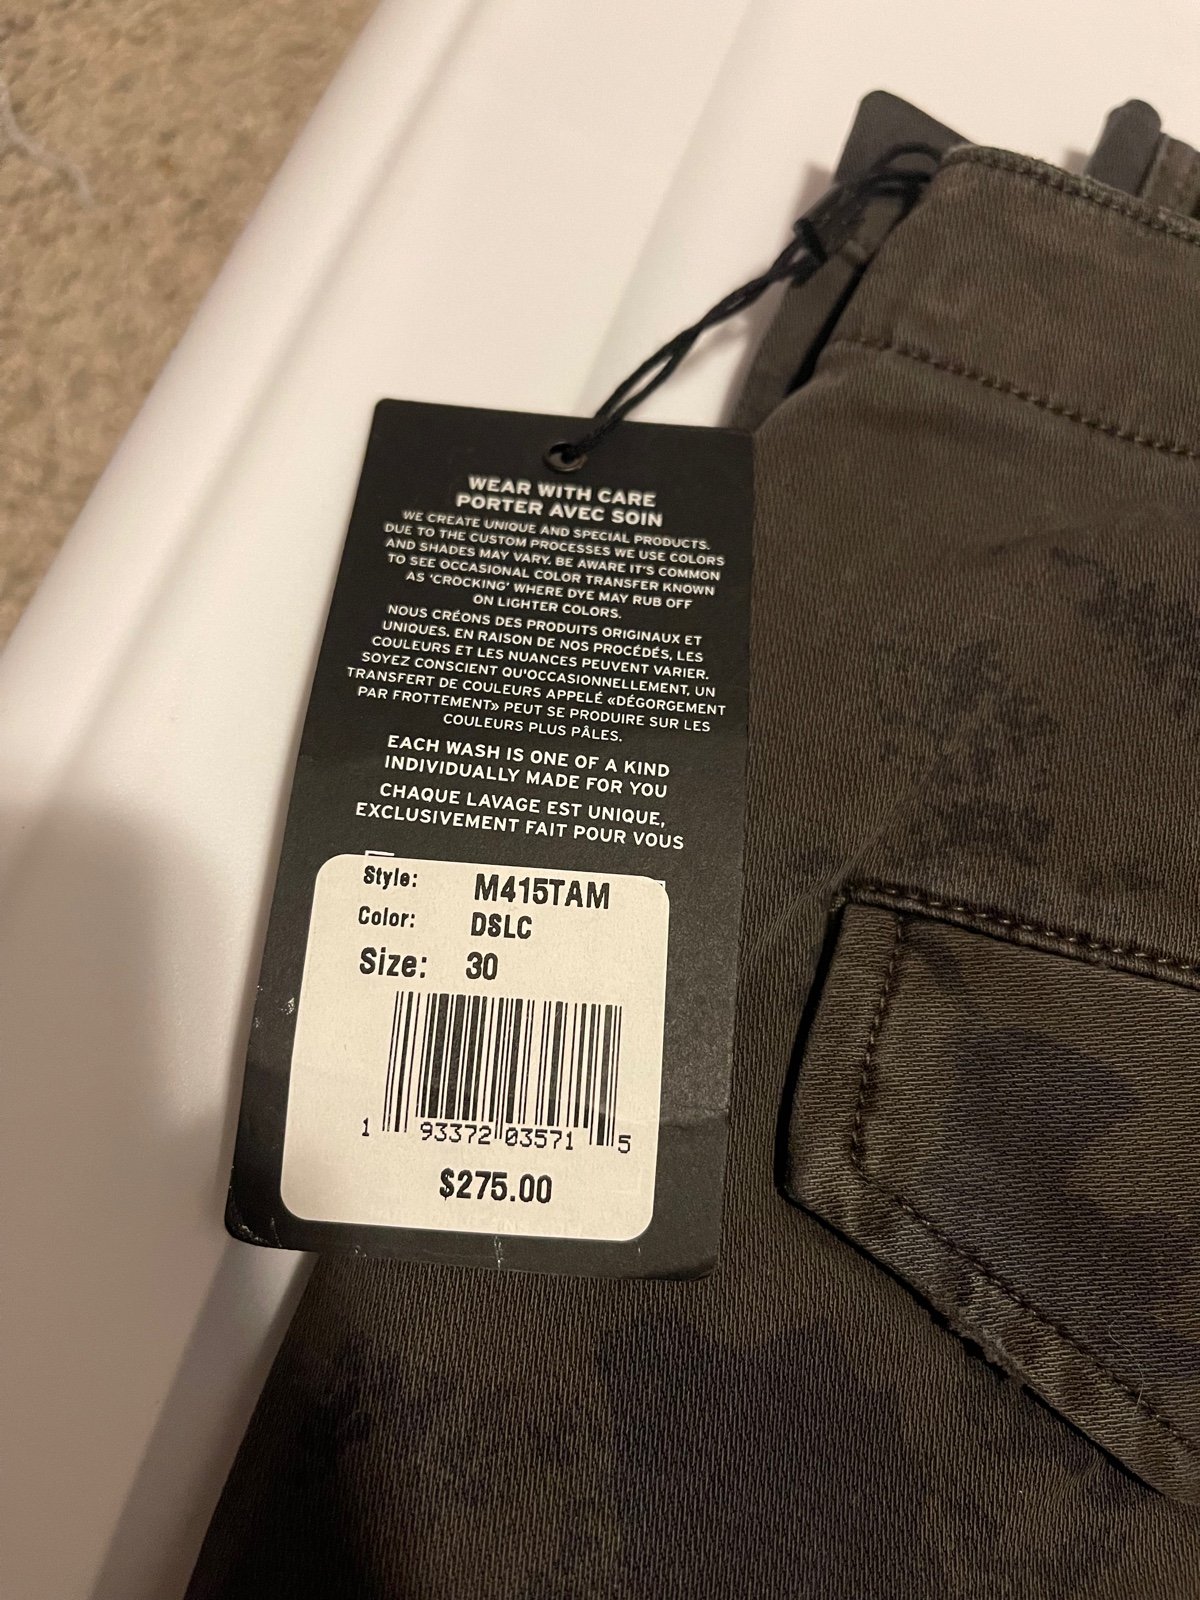 WEAR WITH CARE
PORTER AVEC SOIN
WE CREATE UNIQUE AND SPECIAL PRODUCTS.
DUE TO THE CUSTOM PROCESSES WE USE COLORS
AND SHADES MAY VARY. BE AWARE IT'S COMMON
TO SEE OCCASIONAL COLOR TRANSFER KNOWN
AS 'CROCKING' WHERE DYE MAY RUB OFF
ON LIGHTER COLORS.
NOUS CRÉONS DES PRODUITS ORIGINAUX ET
UNIQUES. EN RAISON DE NOS PROCÉDÉS, LES
COULEURS ET LES NUANCES PEUVENT VARIER.
SOYEZ CONSCIENT QU'OCCASIONNELLEMENT, UN
TRANSFERT DE COULEURS APPELÉ «DÉGORGEMENT
PAR FROTTEMENT» PEUT SE PRODUIRE SUR LES
COULEURS PLUS PÂLES.
EACH WASH IS ONE OF A KIND
INDIVIDUALLY MADE FOR YOU
CHAQUE LAVAGE EST UNIQUE,
EXCLUSIVEMENT FAIT POUR VOUS
Style: M415TAM
Color: DSLC
Size: 30
1 93372 03571 5
$275.00